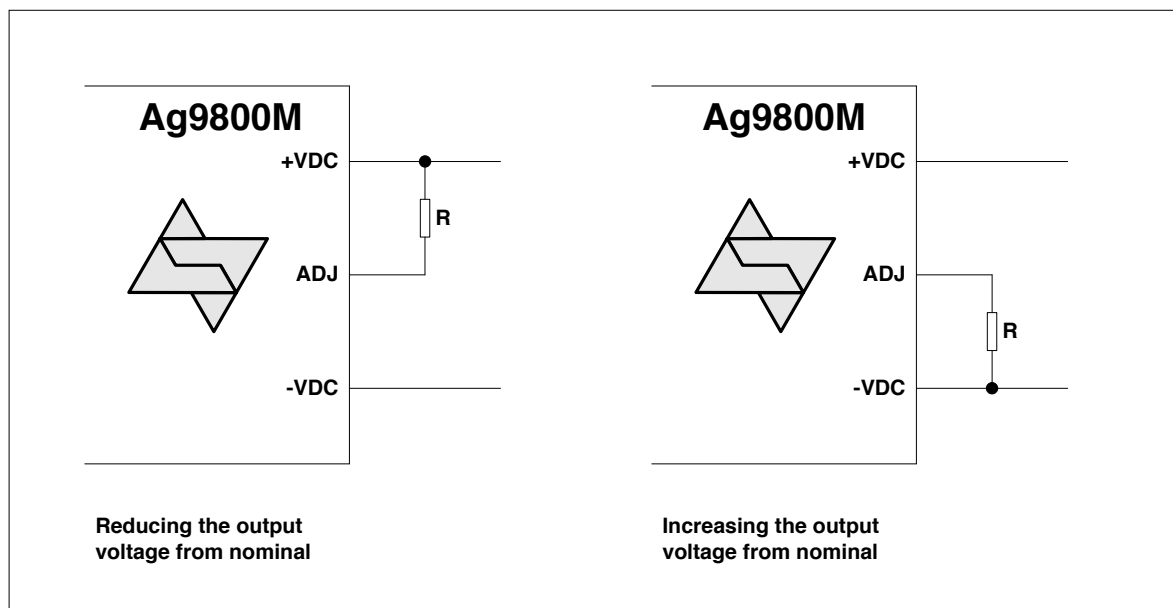 Ag9800M
+VDC
R
ADJ
-VDC
Reducing the output
voltage from nominal
Ag9800M
+VDC
ADJ
R
-VDC
Increasing the output
voltage from nominal